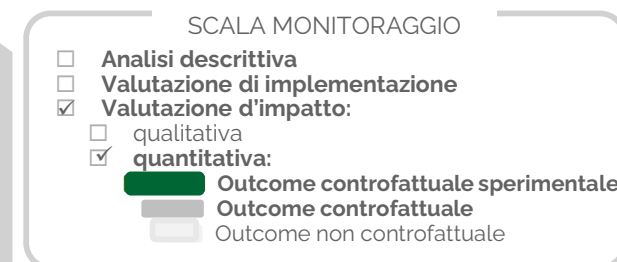 SCALA MONITORAGGIO
☐ Analisi descrittiva
☐ Valutazione di implementazione
☑ Valutazione d'impatto:
☐ qualitativa
☑ quantitativa:
Outcome controfattuale sperimentale
Outcome controfattuale
Outcome non controfattuale